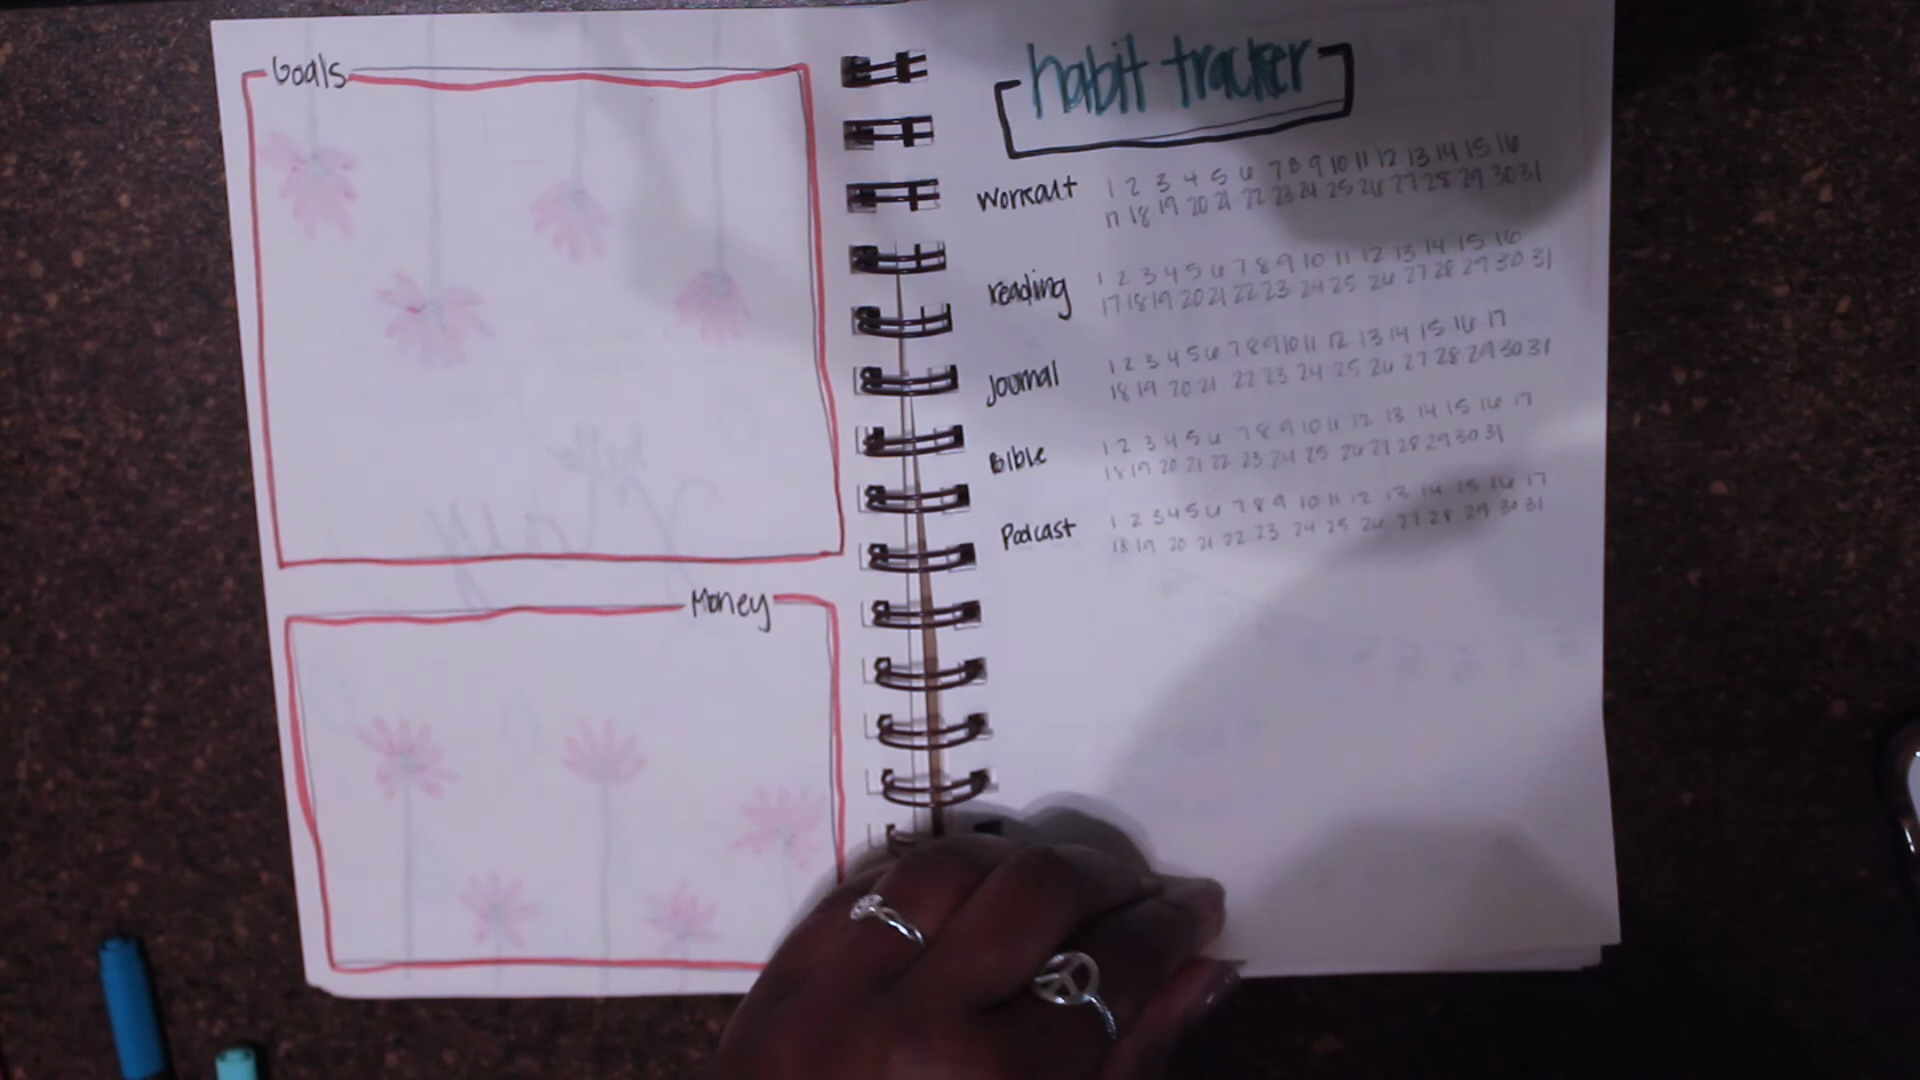 Goals
Money
habit tracker
Workout 1 2 3 4 5 6 7 8 9 10 11 12 13 14 15 16
17 18 19 20 21 22 23 24 25 26 27 28 29 30 31
reading 1 2 3 4 5 6 7 8 9 10 11 12 13 14 15 16
17 18 19 20 21 22 23 24 25 26 27 28 29 30 31
Journal 1 2 3 4 5 6 7 8 9 10 11 12 13 14 15 16 17
18 19 20 21 22 23 24 25 26 27 28 29 30 31
Bible 1 2 3 4 5 6 7 8 9 10 11 12 13 14 15 16 17
18 19 20 21 22 23 24 25 26 27 28 29 30 31
Podcast 1 2 3 4 5 6 7 8 9 10 11 12 13 14 15 16 17
18 19 20 21 22 23 24 25 26 27 28 29 30 31